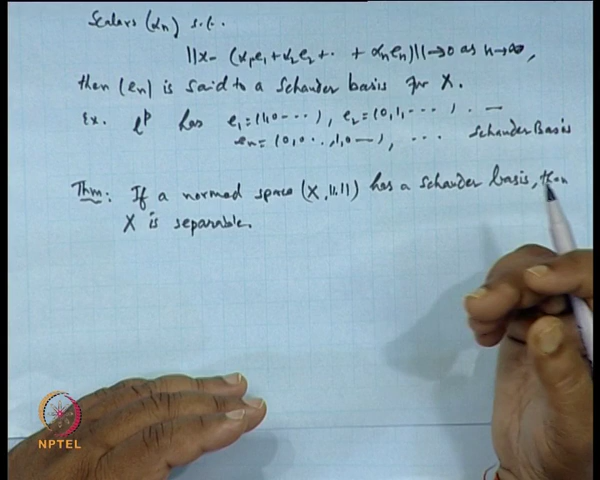 Scalars (αn) s.t.
||x- (α1e1+α2e2+·· + αnen)||→0 as n→∞,
then (en) is said to a Schauder basis for X.
Ex. l^p has e1=(1,0---), e2=(0,1,---) . —
en=(0,0··,1,0—), ··· Schauder Basis
Thm: If a normed space (X, ||.||) has a Schauder basis, then
X is separable.
NPTEL